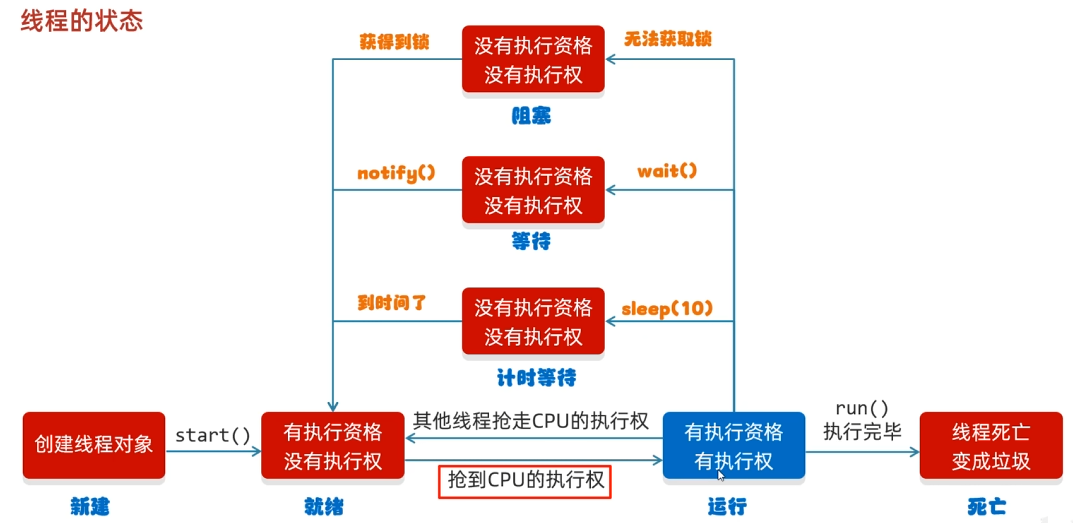 线程的状态
获得到锁
没有执行资格
没有执行权
无法获取锁
阻塞
notify()
没有执行资格
没有执行权
wait()
等待
到时间了
没有执行资格
没有执行权
sleep(10)
计时等待
创建线程对象
start()
有执行资格
没有执行权
其他线程抢走CPU的执行权
抢到CPU的执行权
有执行资格
有执行权
run()
执行完毕
线程死亡
变成垃圾
新建
就绪
运行
死亡